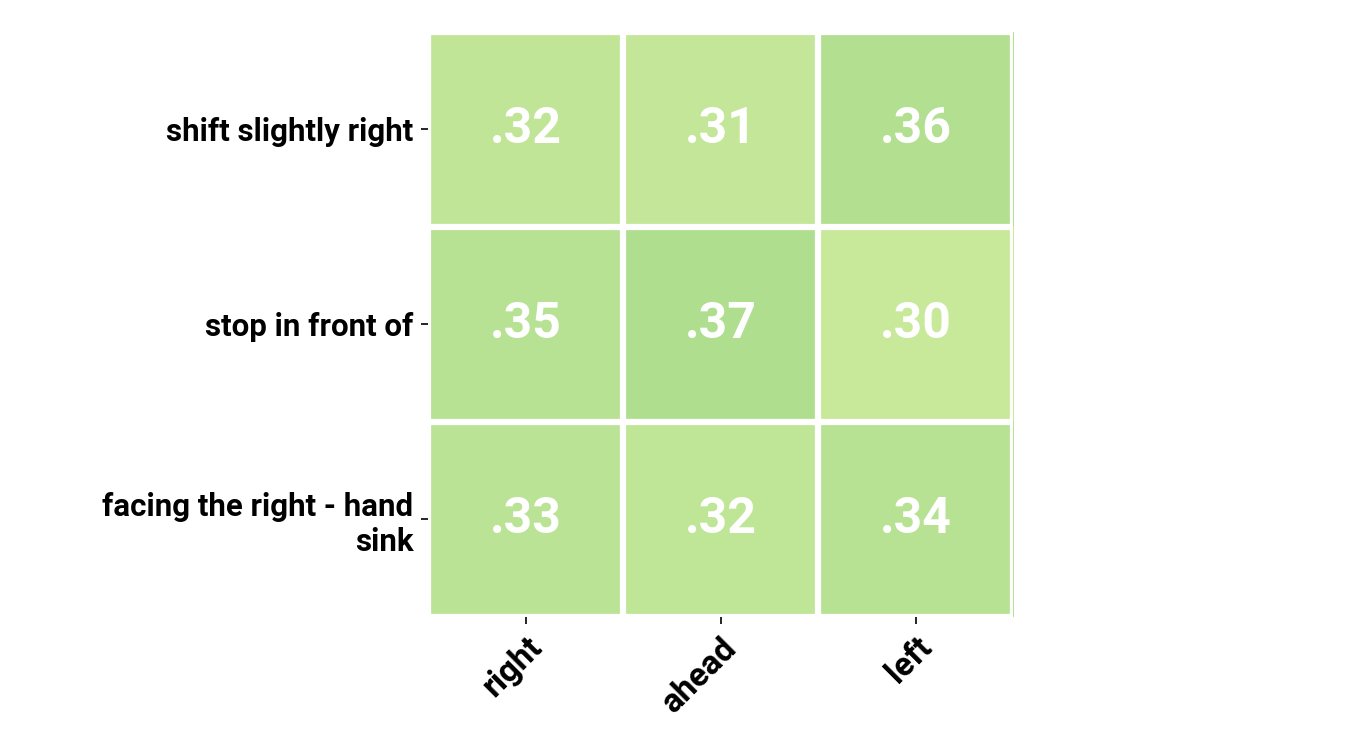 shift slightly right .32 .31 .36
stop in front of .35 .37 .30
facing the right - hand
sink .33 .32 .34
right ahead left